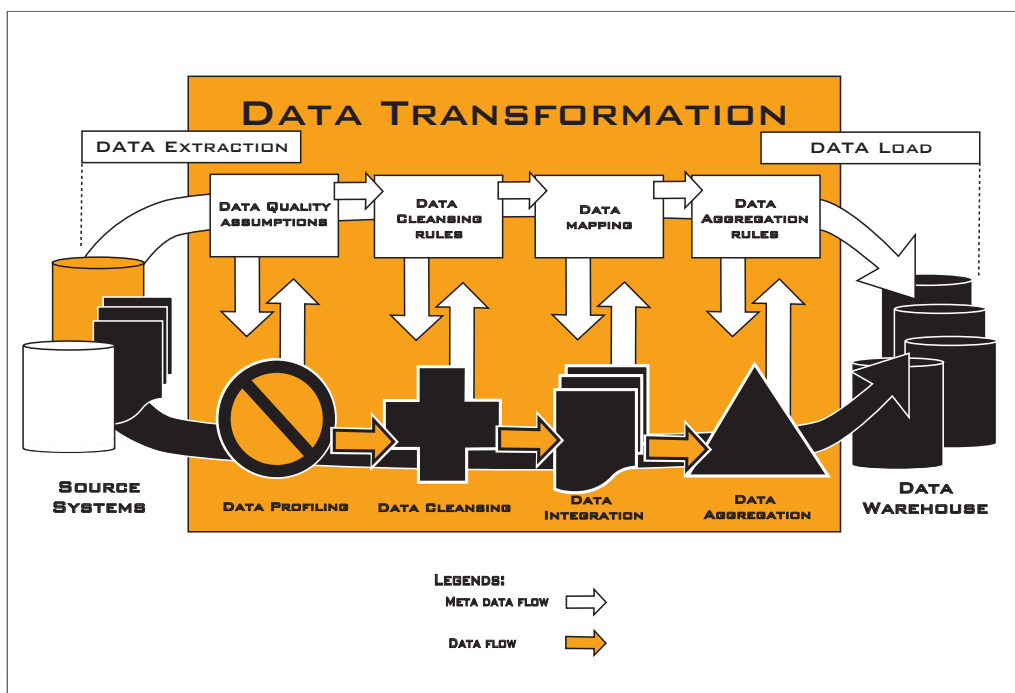 DATA TRANSFORMATION
DATA EXTRACTION
DATA LOAD
DATA QUALITY
ASSUMPTIONS
DATA
CLEANSING
RULES
DATA
MAPPING
DATA
AGGREGATION
RULES
SOURCE
SYSTEMS
DATA PROFILING
DATA CLEANSING
DATA
INTEGRATION
DATA
AGGREGATION
DATA
WAREHOUSE
LEGENDS:
META DATA FLOW
DATA FLOW